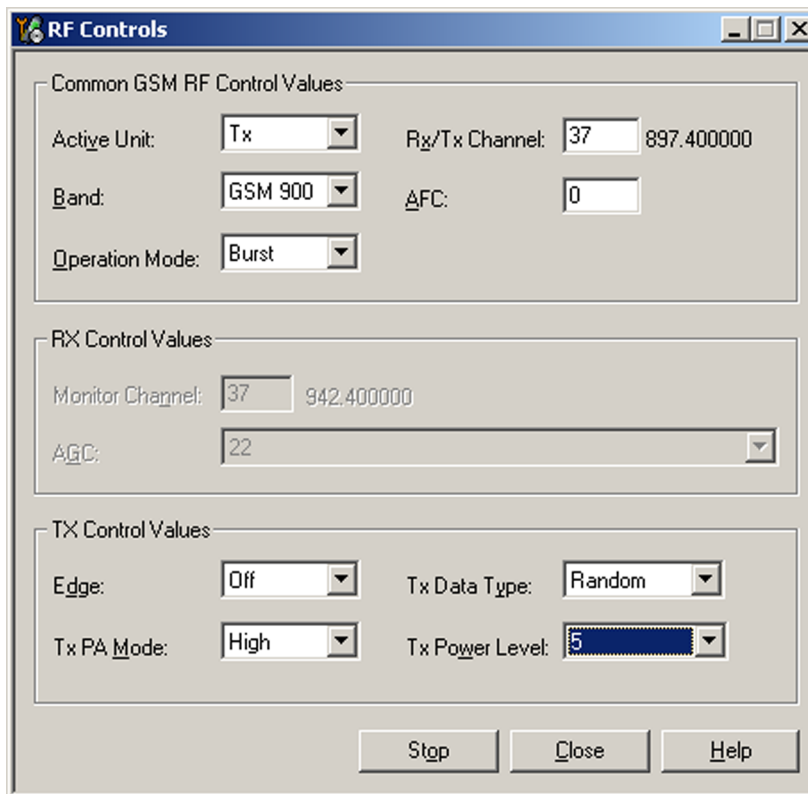 RF Controls
Common GSM RF Control Values
Active Unit: Tx Rx/Tx Channel: 37 897.400000
Band: GSM 900 AFC: 0
Operation Mode: Burst
RX Control Values
Monitor Channel: 37 942.400000
AGC: 22
TX Control Values
Edge: Off Tx Data Type: Random
Tx PA Mode: High Tx Power Level: 5
Stop Close Help